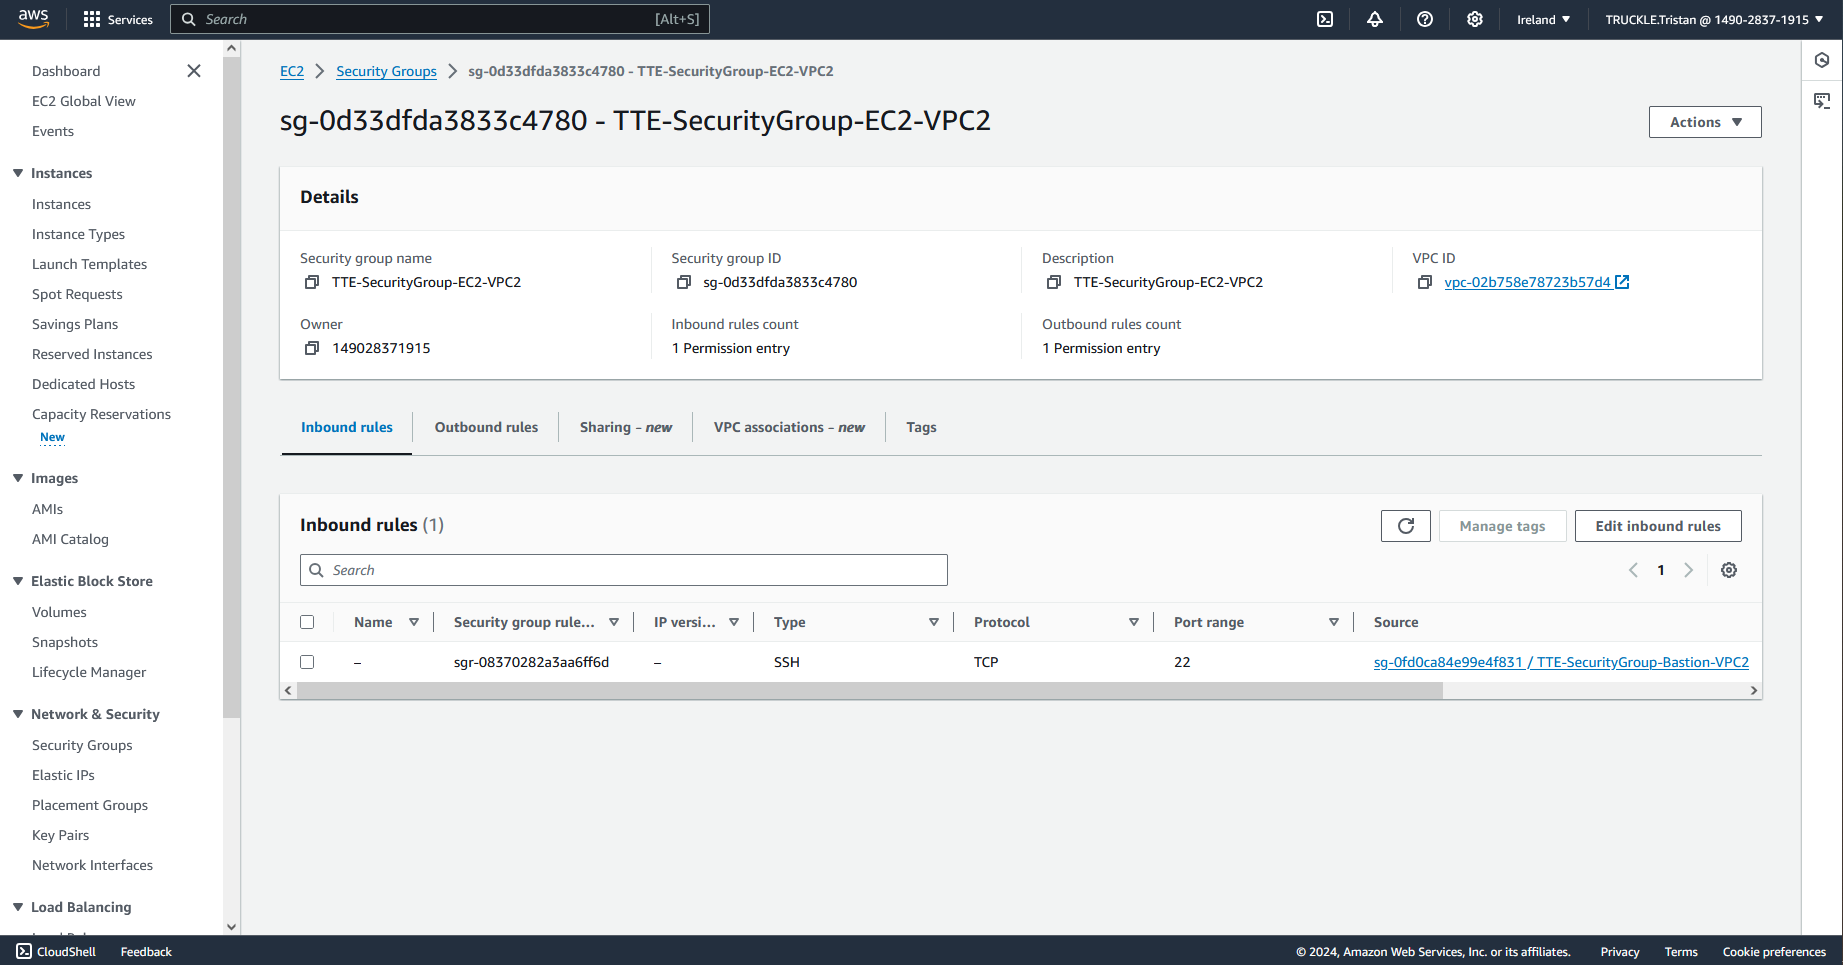 aws
Services
Search
[Alt+S]
Ireland
TRUCKLE.Tristan @ 1490-2837-1915
Dashboard
EC2 Global View
Events
Instances
Instances
Instance Types
Launch Templates
Spot Requests
Savings Plans
Reserved Instances
Dedicated Hosts
Capacity Reservations
New
Images
AMIs
AMI Catalog
Elastic Block Store
Volumes
Snapshots
Lifecycle Manager
Network & Security
Security Groups
Elastic IPs
Placement Groups
Key Pairs
Network Interfaces
Load Balancing
EC2 > Security Groups > sg-0d33dfda3833c4780 - TTE-SecurityGroup-EC2-VPC2
sg-0d33dfda3833c4780 - TTE-SecurityGroup-EC2-VPC2
Actions
Details
Security group name
TTE-SecurityGroup-EC2-VPC2
Security group ID
sg-0d33dfda3833c4780
Description
TTE-SecurityGroup-EC2-VPC2
VPC ID
vpc-02b758e78723b57d4
Owner
149028371915
Inbound rules count
1 Permission entry
Outbound rules count
1 Permission entry
Inbound rules
Outbound rules
Sharing - new
VPC associations - new
Tags
Inbound rules (1)
Manage tags
Edit inbound rules
Search
1
Name
Security group rule...
IP versi...
Type
Protocol
Port range
Source
–
sgr-08370282a3aa6ff6d
–
SSH
TCP
22
sg-0fd0ca84e99e4f831 / TTE-SecurityGroup-Bastion-VPC2
CloudShell
Feedback
© 2024, Amazon Web Services, Inc. or its affiliates.
Privacy
Terms
Cookie preferences